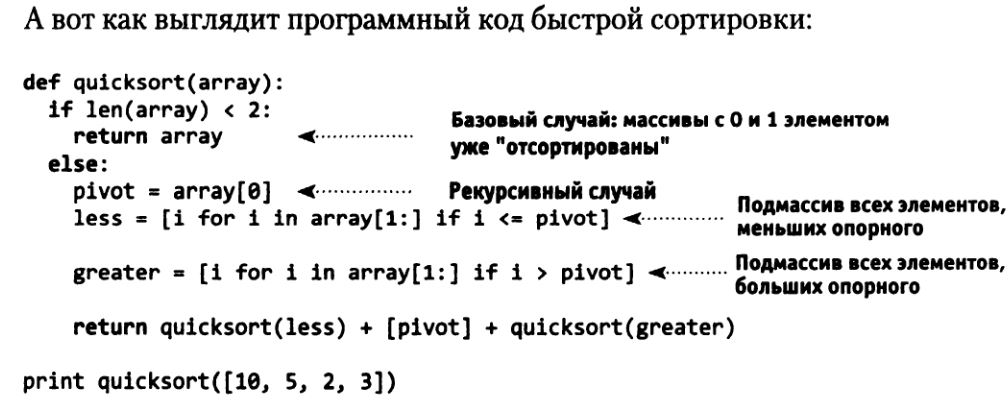 А вот как выглядит программный код быстрой сортировки:
def quicksort(array):
if len(array) < 2:
return array
Базовый случай: массивы с 0 и 1 элементом
уже "отсортированы"
else:
pivot = array[0]
Рекурсивный случай
less = [i for i in array[1:] if i <= pivot]
Подмассив всех элементов,
меньших опорного
greater = [i for i in array[1:] if i > pivot]
Подмассив всех элементов,
больших опорного
return quicksort(less) + [pivot] + quicksort(greater)
print quicksort([10, 5, 2, 3])